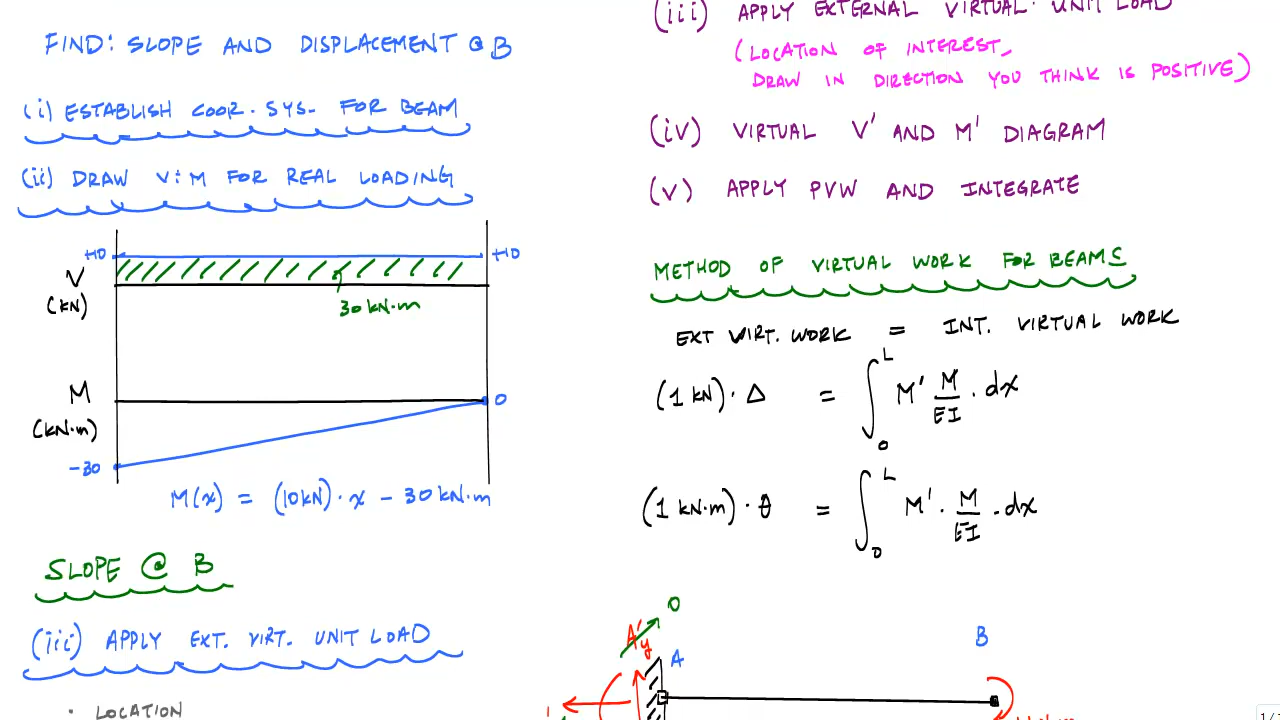 FIND: SLOPE AND DISPLACEMENT @ B
(i) ESTABLISH COOR. SYS. FOR BEAM
(ii) DRAW V: M FOR REAL LOADING
+10
+10
V
(kN)
30 kN·m
M
(kN·m)
0
-30
M(x) = (10kN)·x - 30kN·m
SLOPE @ B
(iii) APPLY EXT. VIRT. UNIT LOAD
· LOCATION
(iii) APPLY EXTERNAL VIRTUAL UNIT LOAD
(LOCATION OF INTEREST,
DRAW IN DIRECTION YOU THINK IS POSITIVE)
(iv) VIRTUAL V' AND M' DIAGRAM
(v) APPLY PVW AND INTEGRATE
METHOD OF VIRTUAL WORK FOR BEAMS
EXT VIRT. WORK = INT. VIRTUAL WORK
(1 kN)·Δ = ∫₀ᴸ M' M/EI · dx
(1 kN·m)·θ = ∫₀ᴸ M' · M/EI · dx
0
A'y
A
B